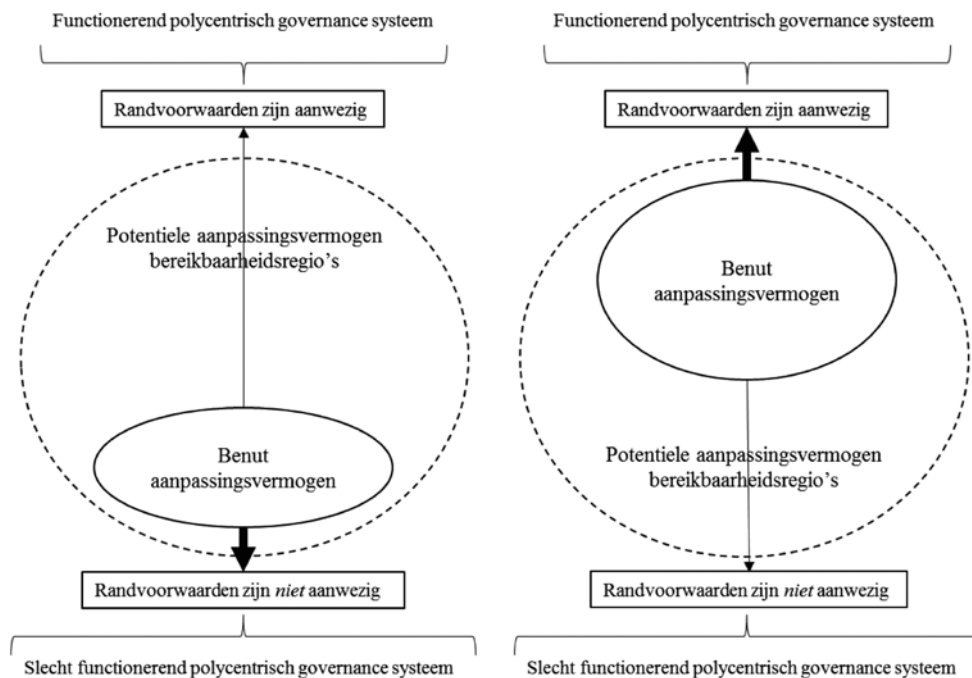 Functionerend polycentrisch governance systeem
Randvoorwaarden zijn aanwezig
Potentiele aanpassingsvermogen
bereikbaarheidsregio's
Benut
aanpassingsvermogen
Randvoorwaarden zijn niet aanwezig
Slecht functionerend polycentrisch governance systeem
Functionerend polycentrisch governance systeem
Randvoorwaarden zijn aanwezig
Benut
aanpassingsvermogen
Potentiele aanpassingsvermogen
bereikbaarheidsregio's
Randvoorwaarden zijn niet aanwezig
Slecht functionerend polycentrisch governance systeem